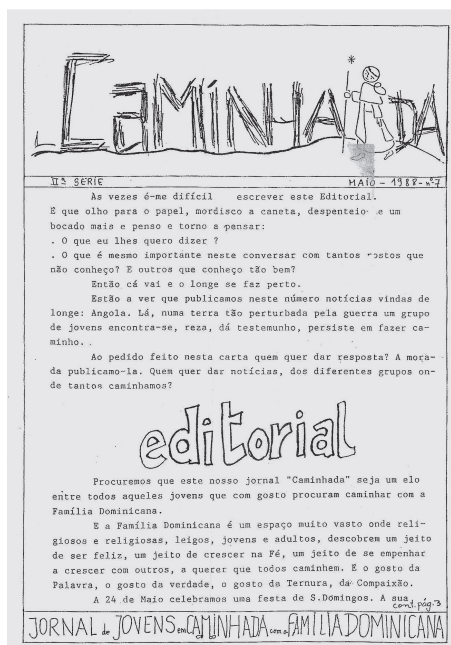 CAMINHADA
IIª SERIE
MAIO - 1988 - nº 7
As vezes é-me difícil escrever este Editorial.
E que olho para o papel, mordisco a caneta, despenteio- e um
bocado mais e penso e torno a pensar:
. O que eu lhes quero dizer ?
. O que é mesmo importante neste conversar com tantos rostos que
não conheço? E outros que conheço tão bem?
Então cá vai e o longe se faz perto.
Estão a ver que publicamos neste número notícias vindas de
longe: Angola. Lá, numa terra tão perturbada pela guerra um grupo
de jovens encontra-se, reza, dá testemunho, persiste em fazer ca-
minho.
Ao pedido feito nesta carta quem quer dar resposta? A mora-
da publicamo-la. Quem quer dar notícias, dos diferentes grupos on-
de tantos caminhamos?
editorial
Procuremos que este nosso jornal "Caminhada" seja um elo
entre todos aqueles jovens que com gosto procuram caminhar com a
Família Dominicana.
E a Família Dominicana é um espaço muito vasto onde reli-
giosos e religiosas, leigos, jovens e adultos, descobrem um jeito
de ser feliz, um jeito de crescer na Fé, um jeito de se empenhar
a crescer com outros, a querer que todos caminhem. E o gosto da
Palavra, o gosto da verdade, o gosto da Ternura, da Compaixão.
A 24 de Maio celebramos uma festa de S.Domingos. A sua
cont. pág. 3
JORNAL de JOVENS em CAMINHADA com a FAMÍLIA DOMINICANA